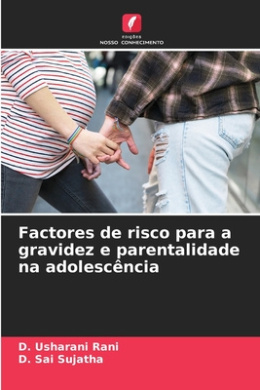 edições
NOSSO CONHECIMENTO
Factores de risco para a
gravidez e parentalidade
na adolescência
D. Usharani Rani
D. Sai Sujatha